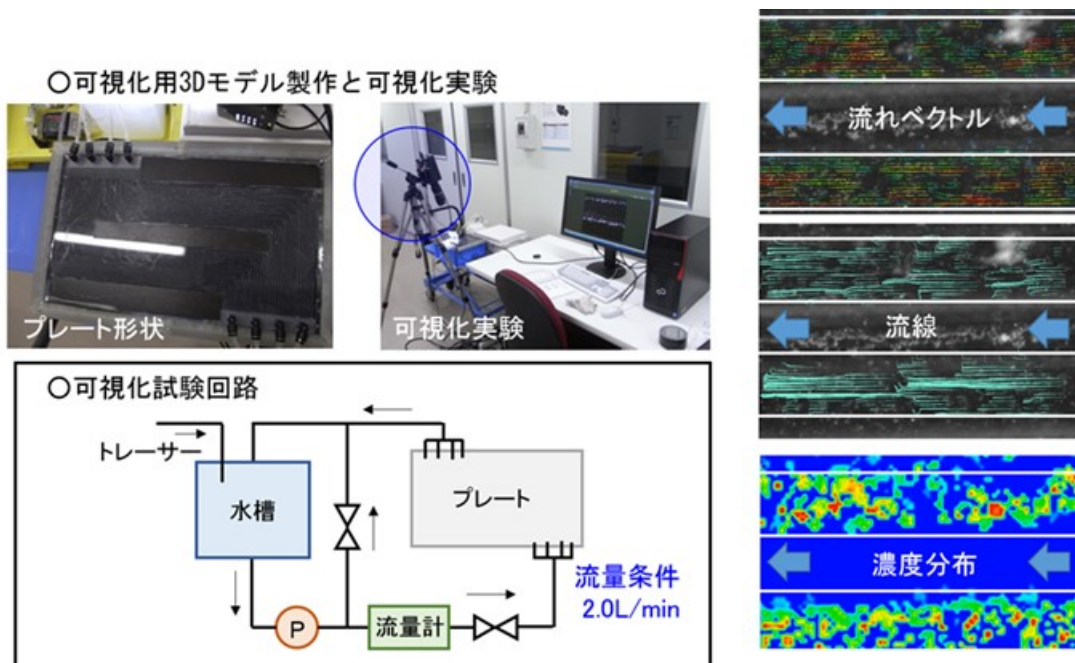 ○可視化用3Dモデル製作と可視化実験
プレート形状
可視化実験
○可視化試験回路
トレーサー
水槽
プレート
P
流量計
流量条件
2.0L/min
流れベクトル
流線
濃度分布